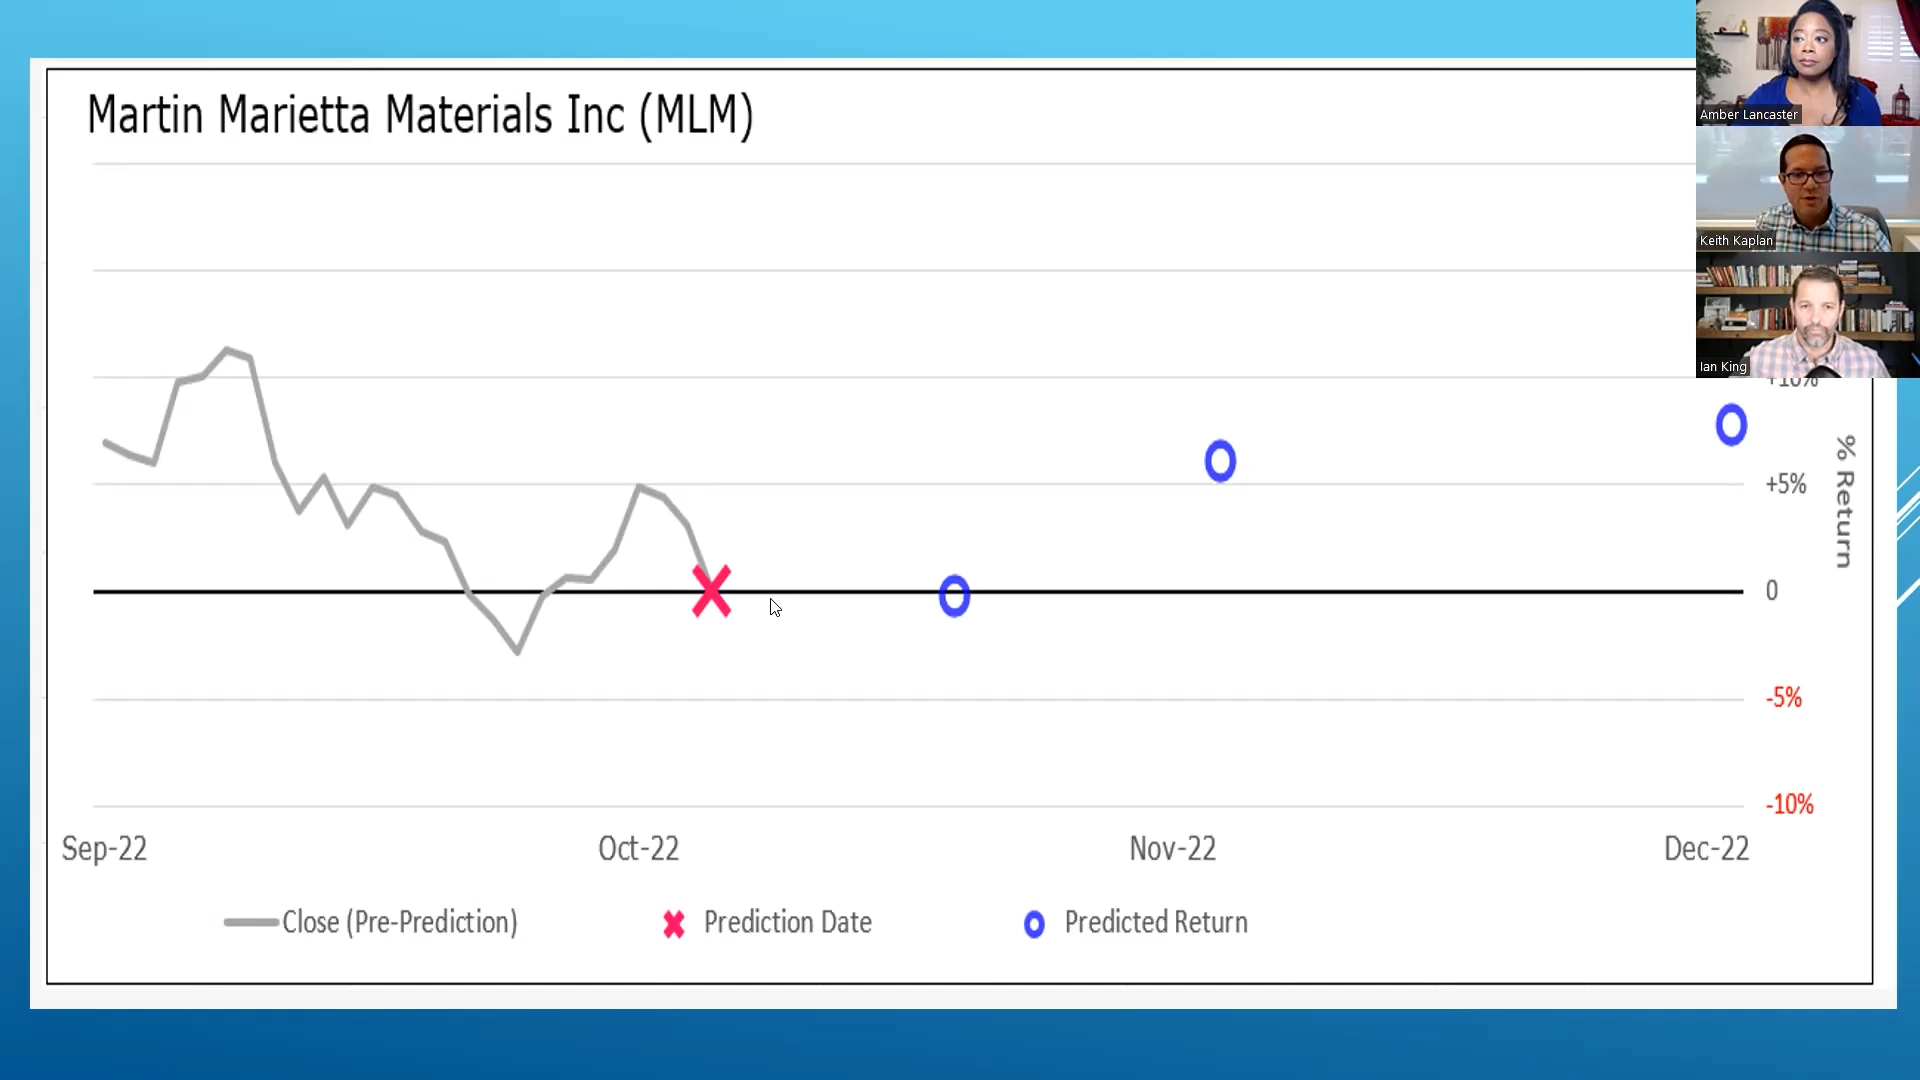 Martin Marietta Materials Inc (MLM)
Amber Lancaster
Keith Kaplan
Ian King
+10%
+5%
0
-5%
-10%
% Return
Sep-22
Oct-22
Nov-22
Dec-22
Close (Pre-Prediction)
Prediction Date
Predicted Return